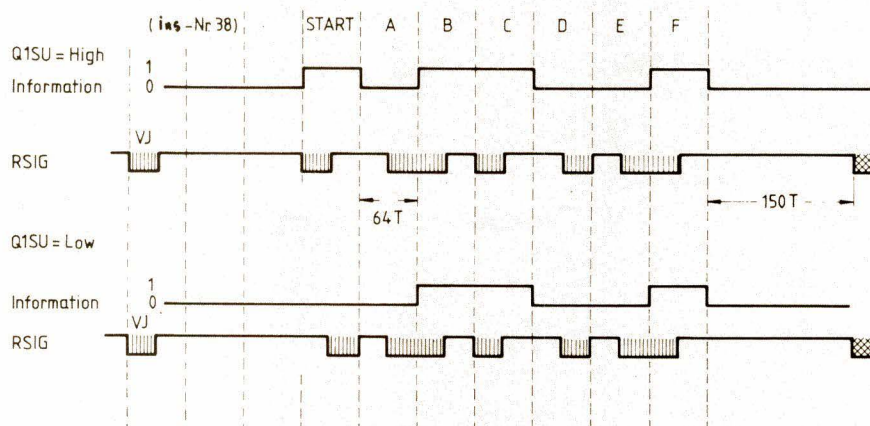 (ins-Nr. 38) START A B C D E F
Q1SU = High
1
Information 0
VJ
RSIG
64T
150T
Q1SU = Low
1
Information 0
VJ
RSIG